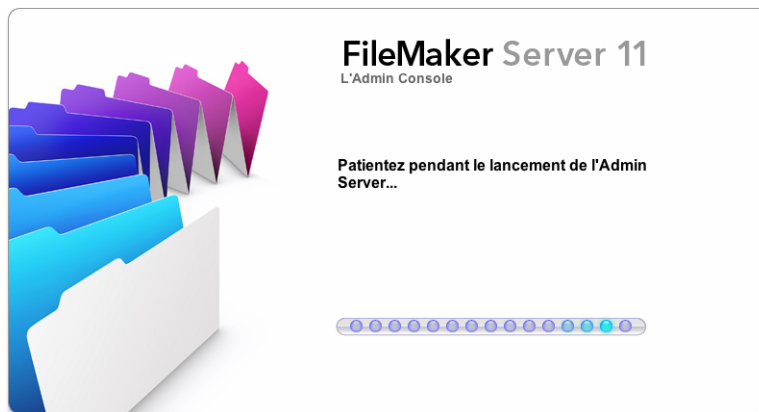 FileMaker Server 11
L'Admin Console
Patientez pendant le lancement de l'Admin
Server...